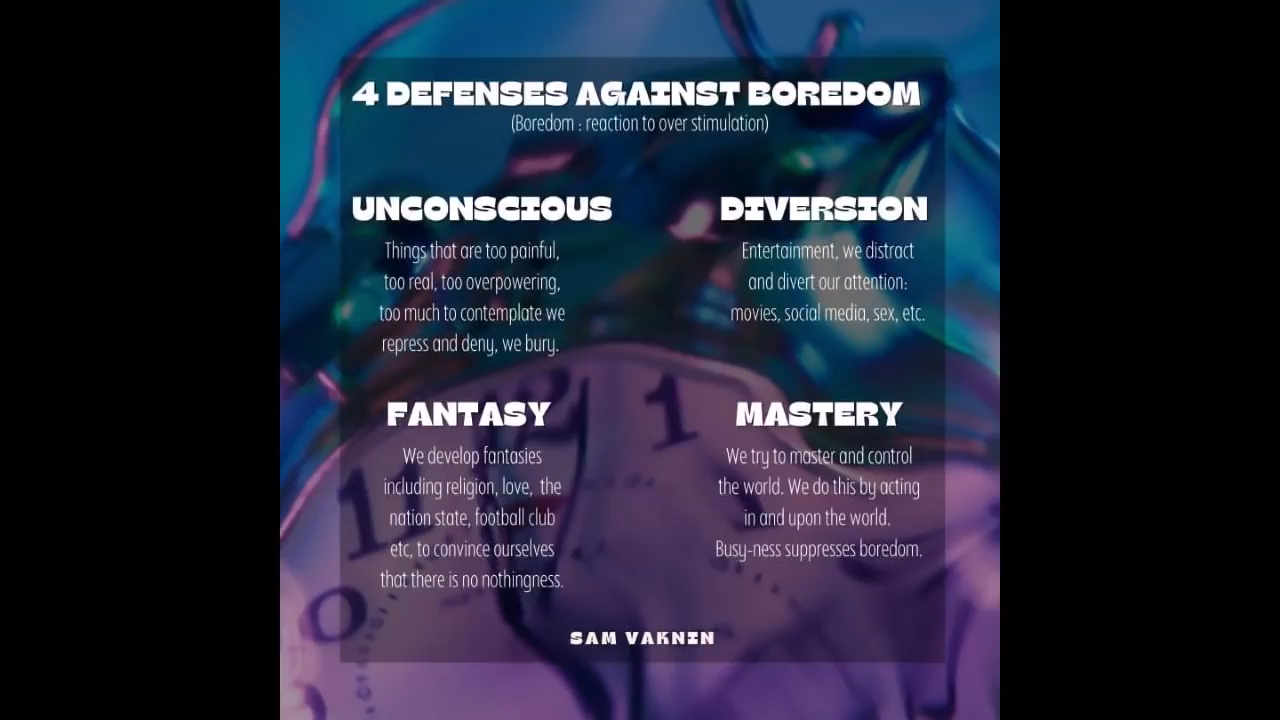 4 DEFENSES AGAINST BOREDOM
(Boredom : reaction to over stimulation)
UNCONSCIOUS
Things that are too painful,
too real, too overpowering,
too much to contemplate we
repress and deny, we bury.
DIVERSION
Entertainment, we distract
and divert our attention:
movies, social media, sex, etc.
FANTASY
We develop fantasies
including religion, love, the
nation state, football club
etc, to convince ourselves
that there is no nothingness.
MASTERY
We try to master and control
the world. We do this by acting
in and upon the world.
Busy-ness suppresses boredom.
SAM VAKNIN
12
1
11